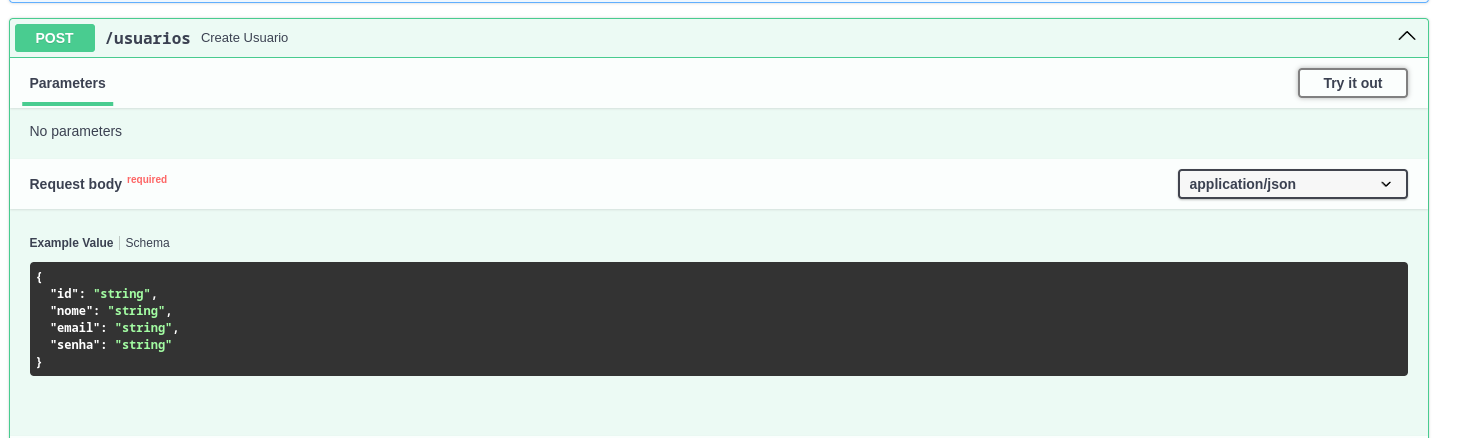 POST /usuarios Create Usuario
Parameters
Try it out
No parameters
Request body required
application/json
Example Value Schema
{
  "id": "string",
  "nome": "string",
  "email": "string",
  "senha": "string"
}